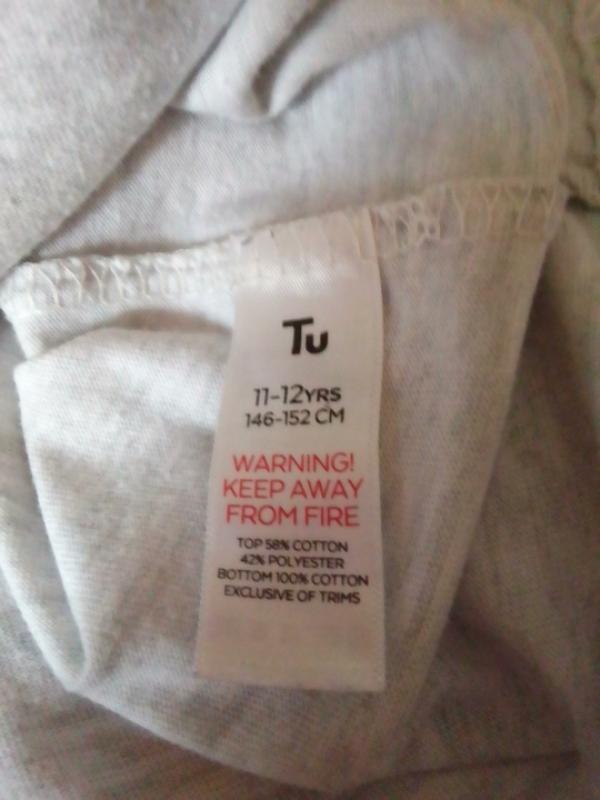 Tu
11-12YRS
146-152 CM
WARNING!
KEEP AWAY
FROM FIRE
TOP 58% COTTON
42% POLYESTER
BOTTOM 100% COTTON
EXCLUSIVE OF TRIMS